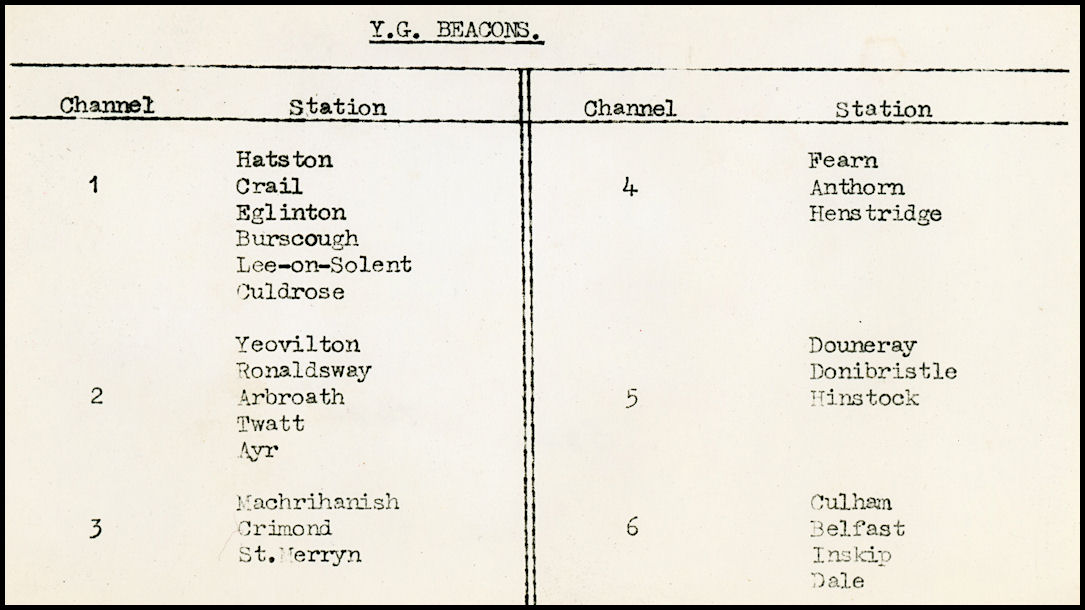 Y.G. BEACONS.
Channel Station
1
Hatston
Crail
Eglinton
Burscough
Lee-on-Solent
Culdrose
2
Yeovilton
Ronaldsway
Arbroath
Twatt
Ayr
3
Machrihanish
Crimond
St.Merryn
Channel Station
4
Fearn
Anthorn
Henstridge
5
Douneray
Donibristle
Hinstock
6
Culham
Belfast
Inskip
Dale